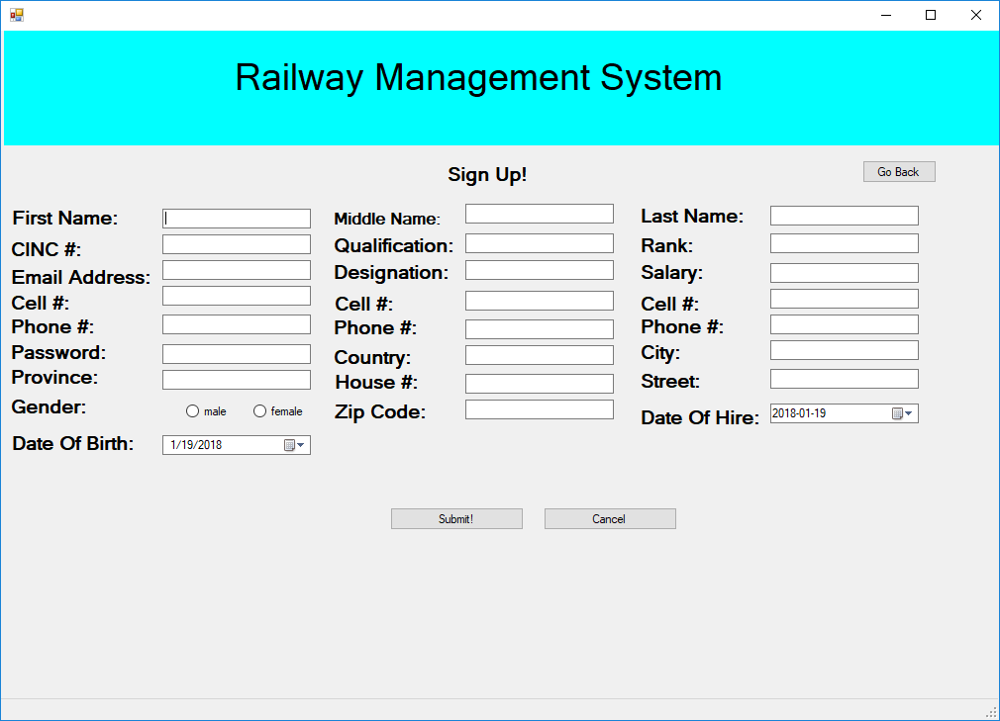 Railway Management System
Sign Up!
Go Back
First Name:
Middle Name:
Last Name:
CINC #:
Qualification:
Rank:
Email Address:
Designation:
Salary:
Cell #:
Cell #:
Cell #:
Phone #:
Phone #:
Phone #:
Password:
Country:
City:
Province:
House #:
Street:
Gender:
male
female
Zip Code:
Date Of Hire:
2018-01-19
Date Of Birth:
1/19/2018
Submit!
Cancel